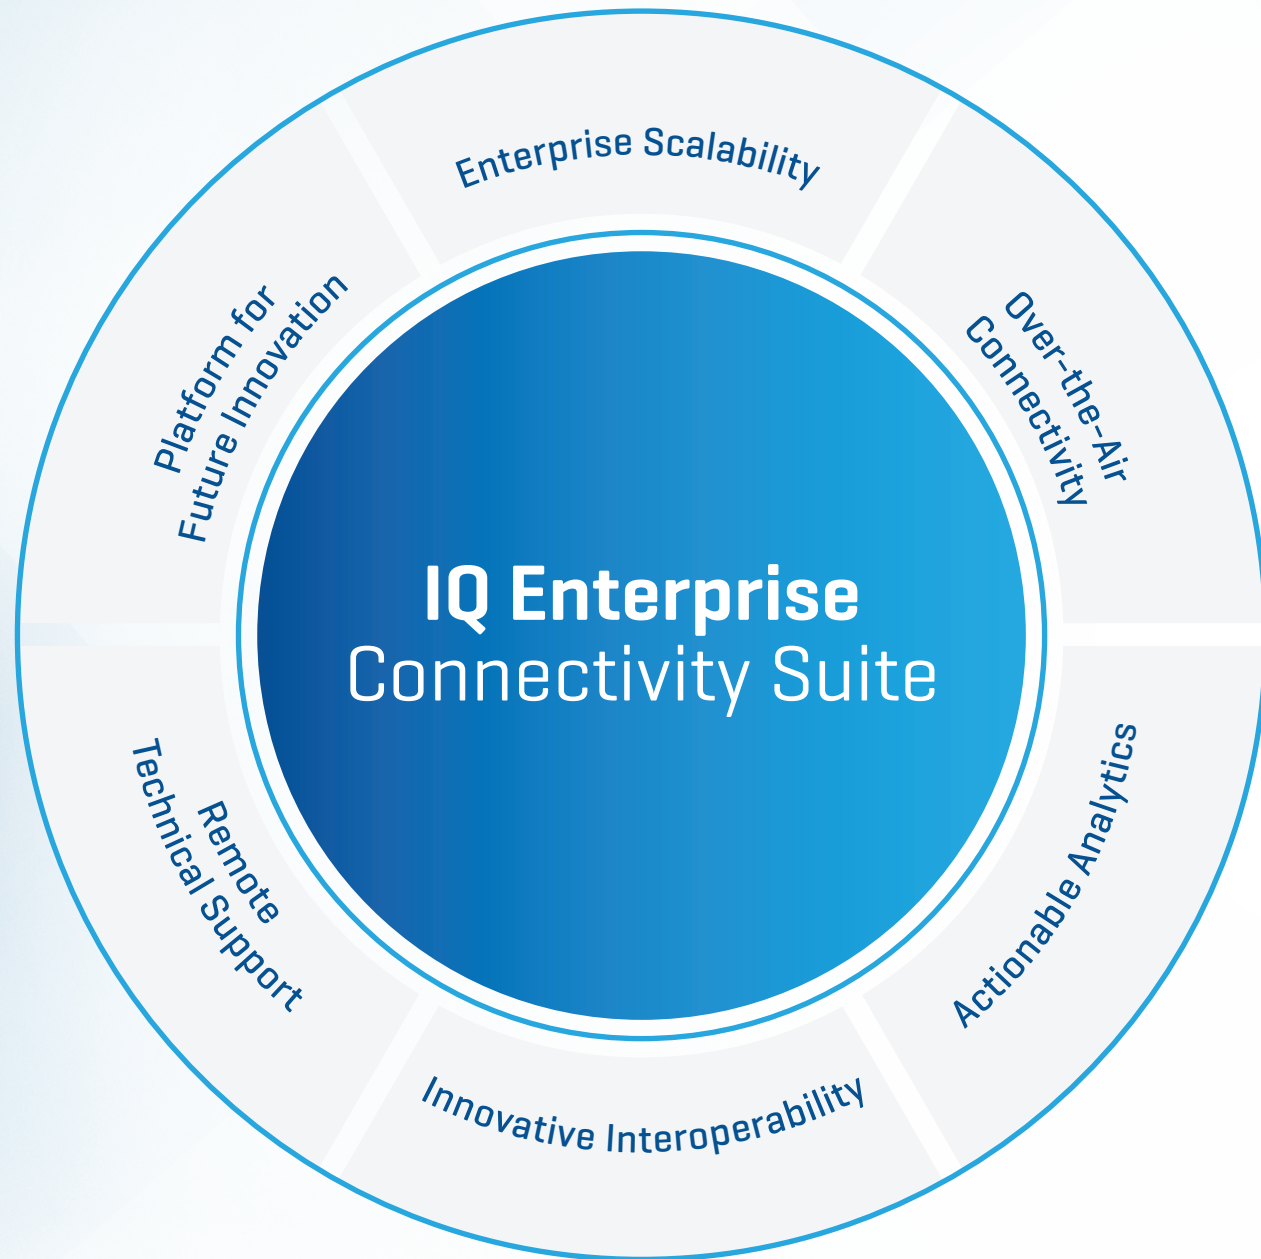 Enterprise Scalability
Over-the-Air
Connectivity
Actionable Analytics
Innovative Interoperability
Remote
Technical Support
Platform for
Future Innovation
IQ Enterprise
Connectivity Suite